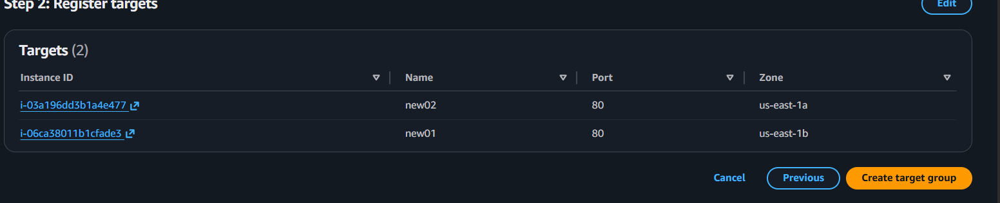 Step 2: Register targets
Edit
Targets (2)
Instance ID Name Port Zone
i-03a196dd3b1a4e477 new02 80 us-east-1a
i-06ca38011b1cfade3 new01 80 us-east-1b
Cancel Previous Create target group